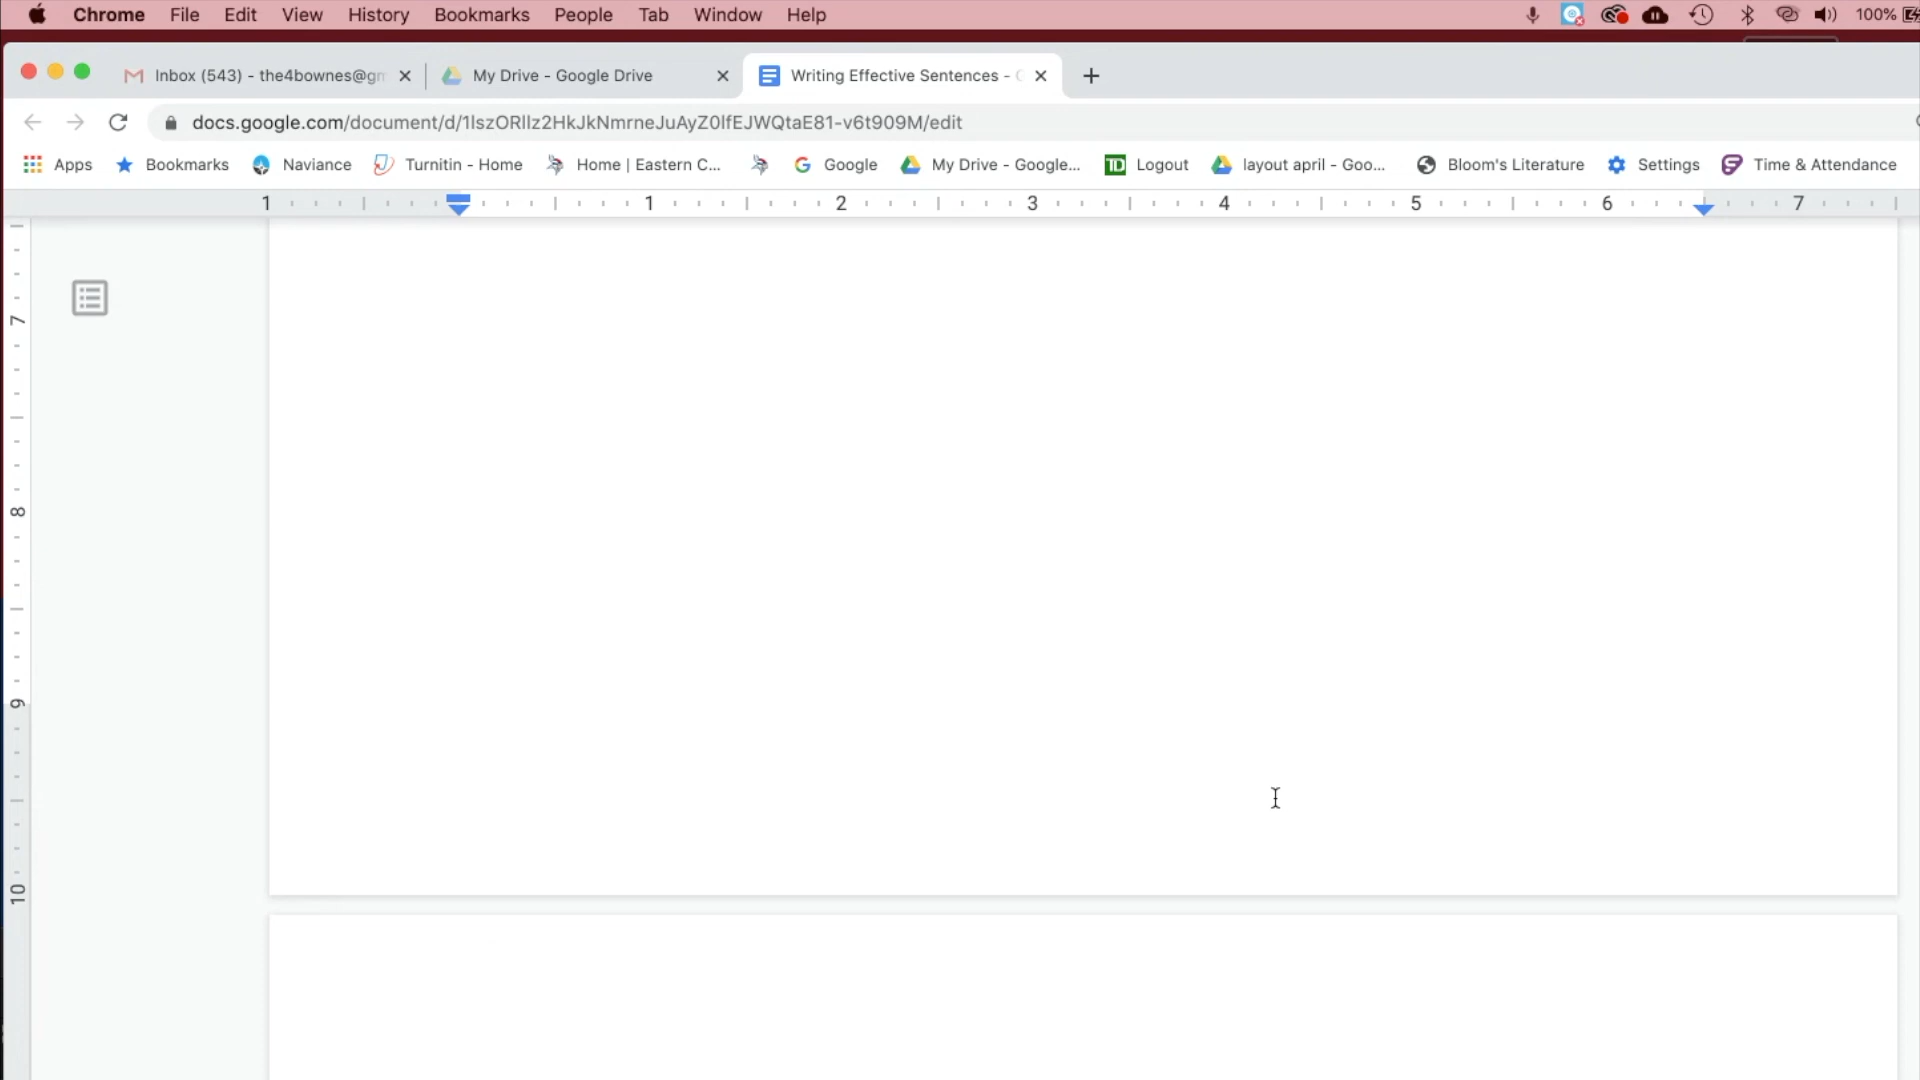 Chrome File Edit View History Bookmarks People Tab Window Help 100%
Inbox (543) - the4bownes@gm My Drive - Google Drive Writing Effective Sentences -
docs.google.com/document/d/1IszORIlz2HkJkNmrneJuAyZ0lfEJWQtaE81-v6t909M/edit
Apps Bookmarks Naviance Turnitin - Home Home | Eastern C... Google My Drive - Google... TD Logout layout april - Goo... Bloom's Literature Settings Time & Attendance
1 1 2 3 4 5 6 7
7
8
9
10